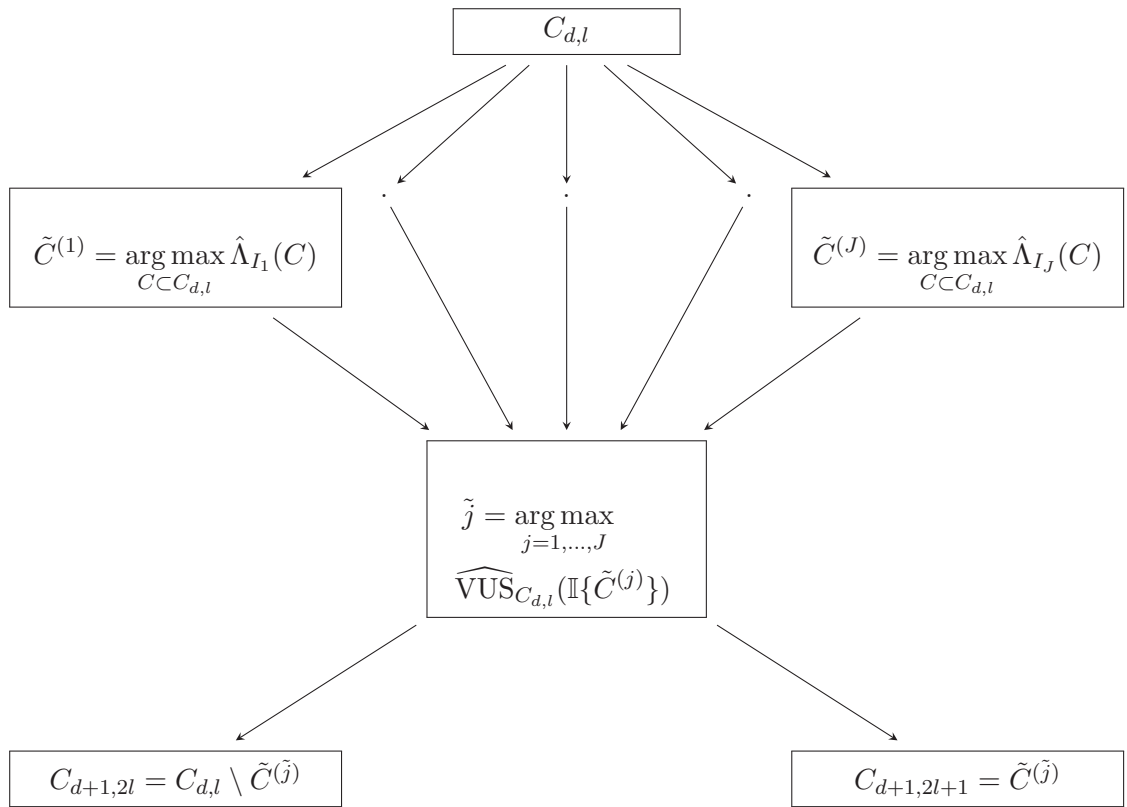 C_{d,l}
. . .
\tilde{C}^{(1)} = \arg\max_{C \subset C_{d,l}} \hat{\Lambda}_{I_1}(C)
\tilde{C}^{(J)} = \arg\max_{C \subset C_{d,l}} \hat{\Lambda}_{I_J}(C)
\tilde{j} = \arg\max_{j=1,\ldots,J}
\widehat{\mathrm{VUS}}_{C_{d,l}}(\mathbb{I}\{\tilde{C}^{(j)}\})
C_{d+1,2l} = C_{d,l} \setminus \tilde{C}^{(\tilde{j})}
C_{d+1,2l+1} = \tilde{C}^{(\tilde{j})}